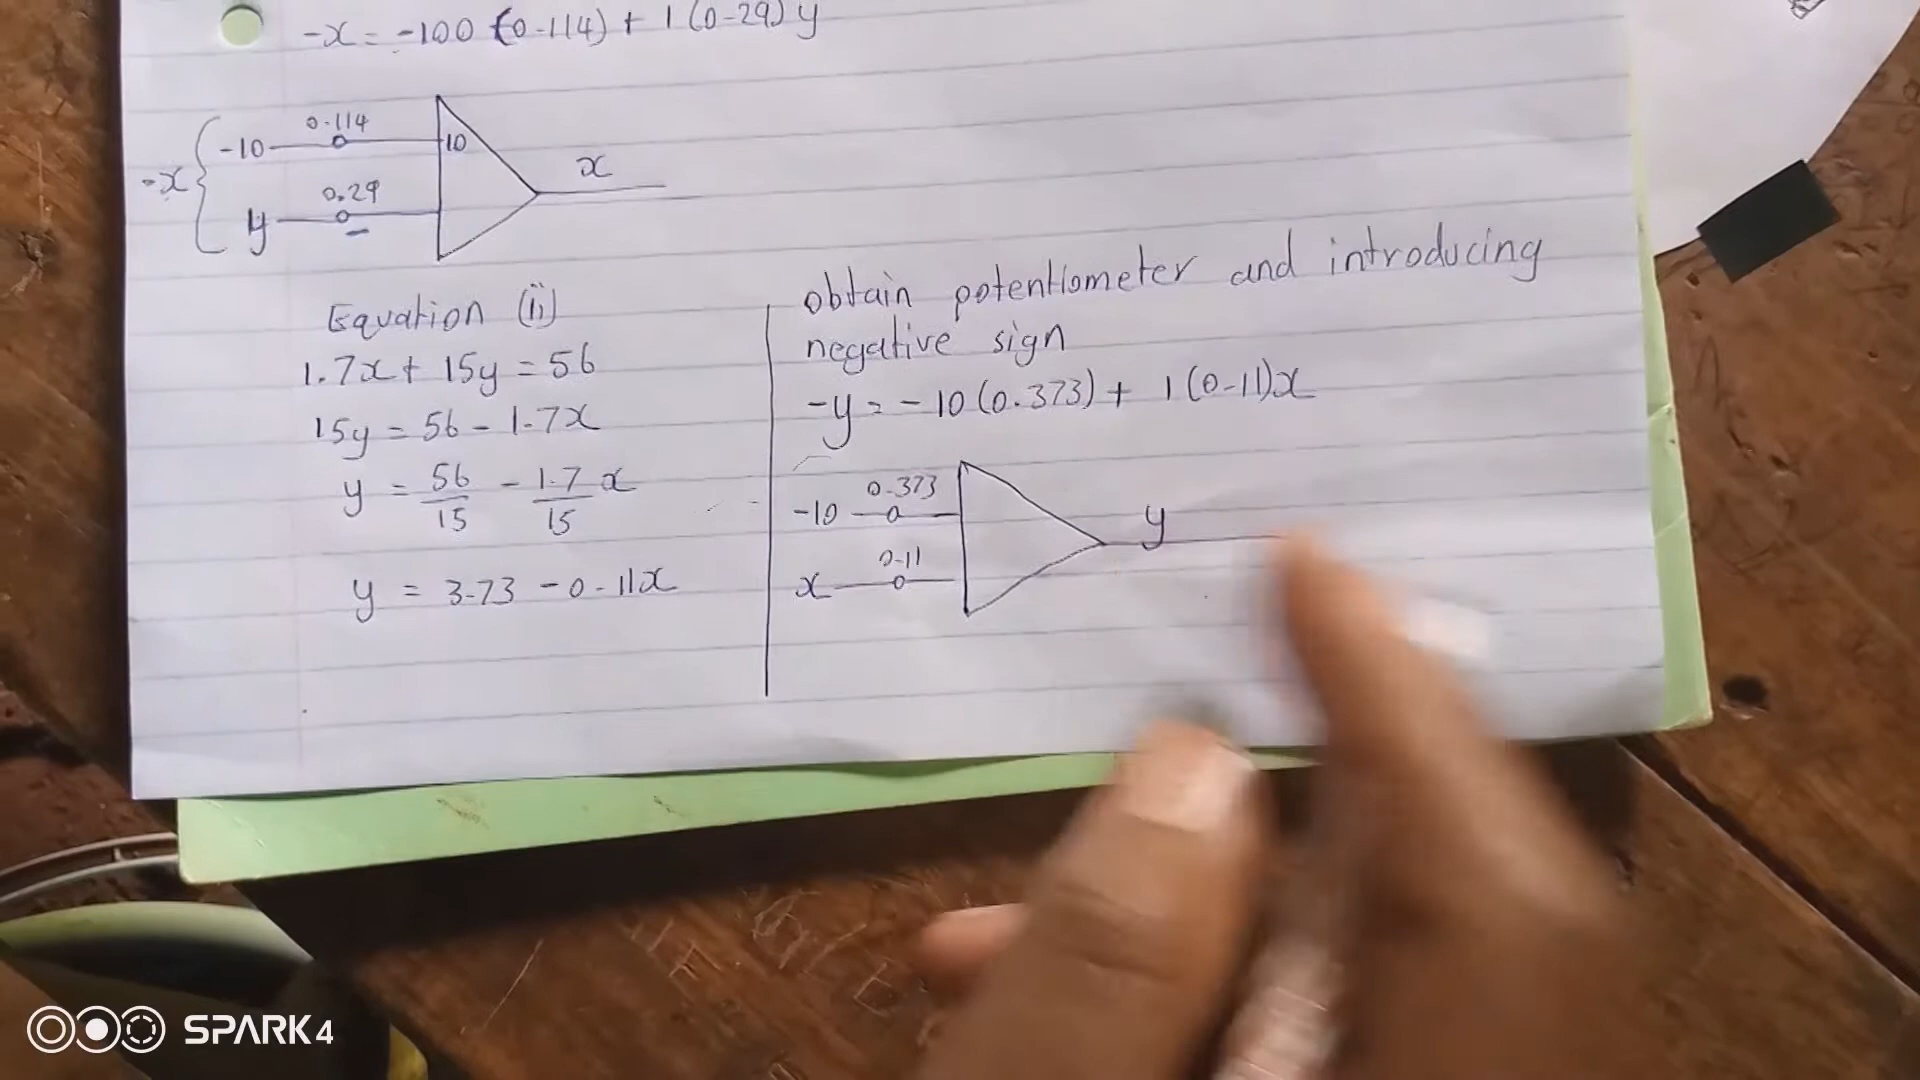 -x = -100 (0.114) + 1 (0.29) y
0.114
-10
10
x
-x
0.29
y
Equation (ii)
1.7x + 15y = 56
15y = 56 - 1.7x
y = 56/15 - 1.7/15 x
y = 3.73 - 0.11x
obtain potentiometer and introducing
negative sign
-y = -10 (0.373) + 1 (0.11)x
0.373
-10
y
0.11
x
SPARK 4